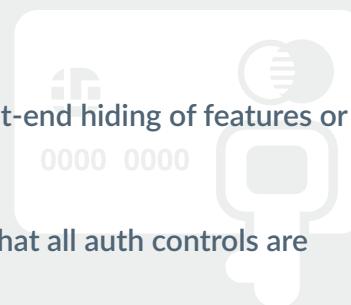 t-end hiding of features or
0000 0000
hat all auth controls are